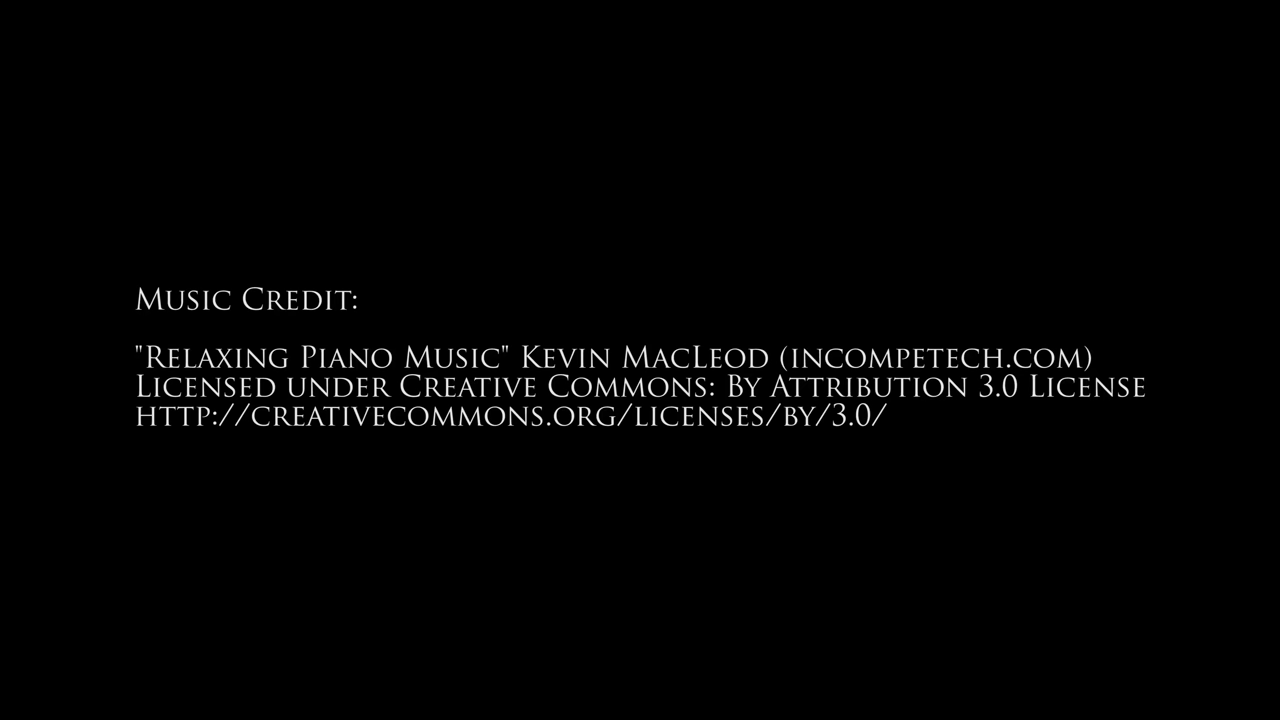 Music Credit:
"Relaxing Piano Music" Kevin MacLeod (incompetech.com)
Licensed under Creative Commons: By Attribution 3.0 License
http://creativecommons.org/licenses/by/3.0/